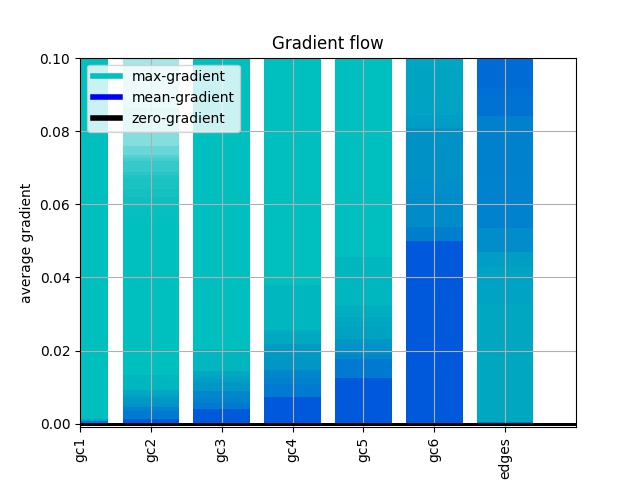 Gradient flow
max-gradient
mean-gradient
zero-gradient
average gradient
0.10
0.08
0.06
0.04
0.02
0.00
gc1
gc2
gc3
gc4
gc5
gc6
edges